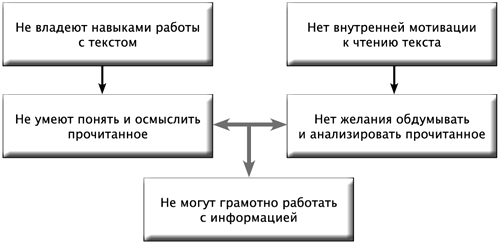 Не владеют навыками работы
с текстом
Нет внутренней мотивации
к чтению текста
Не умеют понять и осмыслить
прочитанное
Нет желания обдумывать
и анализировать прочитанное
Не могут грамотно работать
с информацией